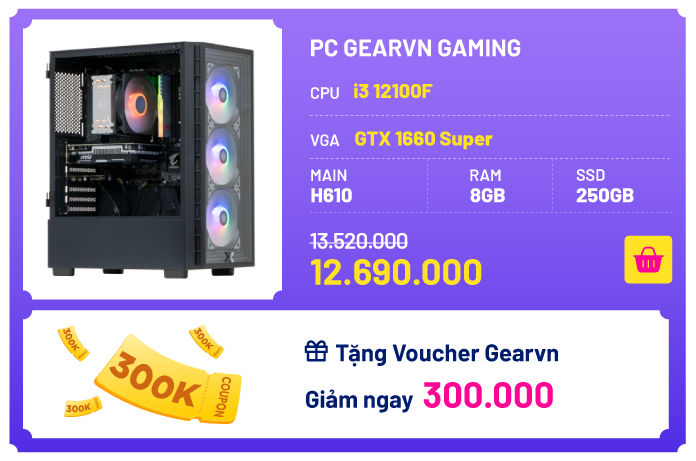 PC GEARVN GAMING
CPU i3 12100F
VGA GTX 1660 Super
MAIN RAM SSD
H610 8GB 250GB
13.520.000
12.690.000
300K
300K
300K
COUPON
300K
Tặng Voucher Gearvn
Giảm ngay 300.000